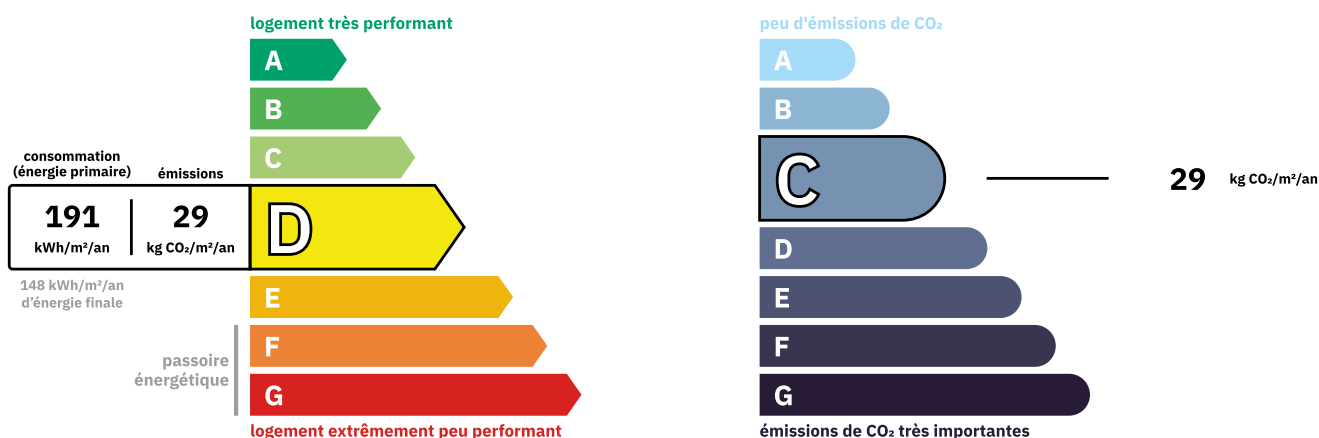 logement très performant
A
B
C
consommation
(énergie primaire)
émissions
191
kWh/m²/an
29
kg CO₂/m²/an
D
148 kWh/m²/an
d'énergie finale
E
passoire
énergétique
F
G
logement extrêmement peu performant
peu d'émissions de CO₂
A
B
C
29 kg CO₂/m²/an
D
E
F
G
émissions de CO₂ très importantes